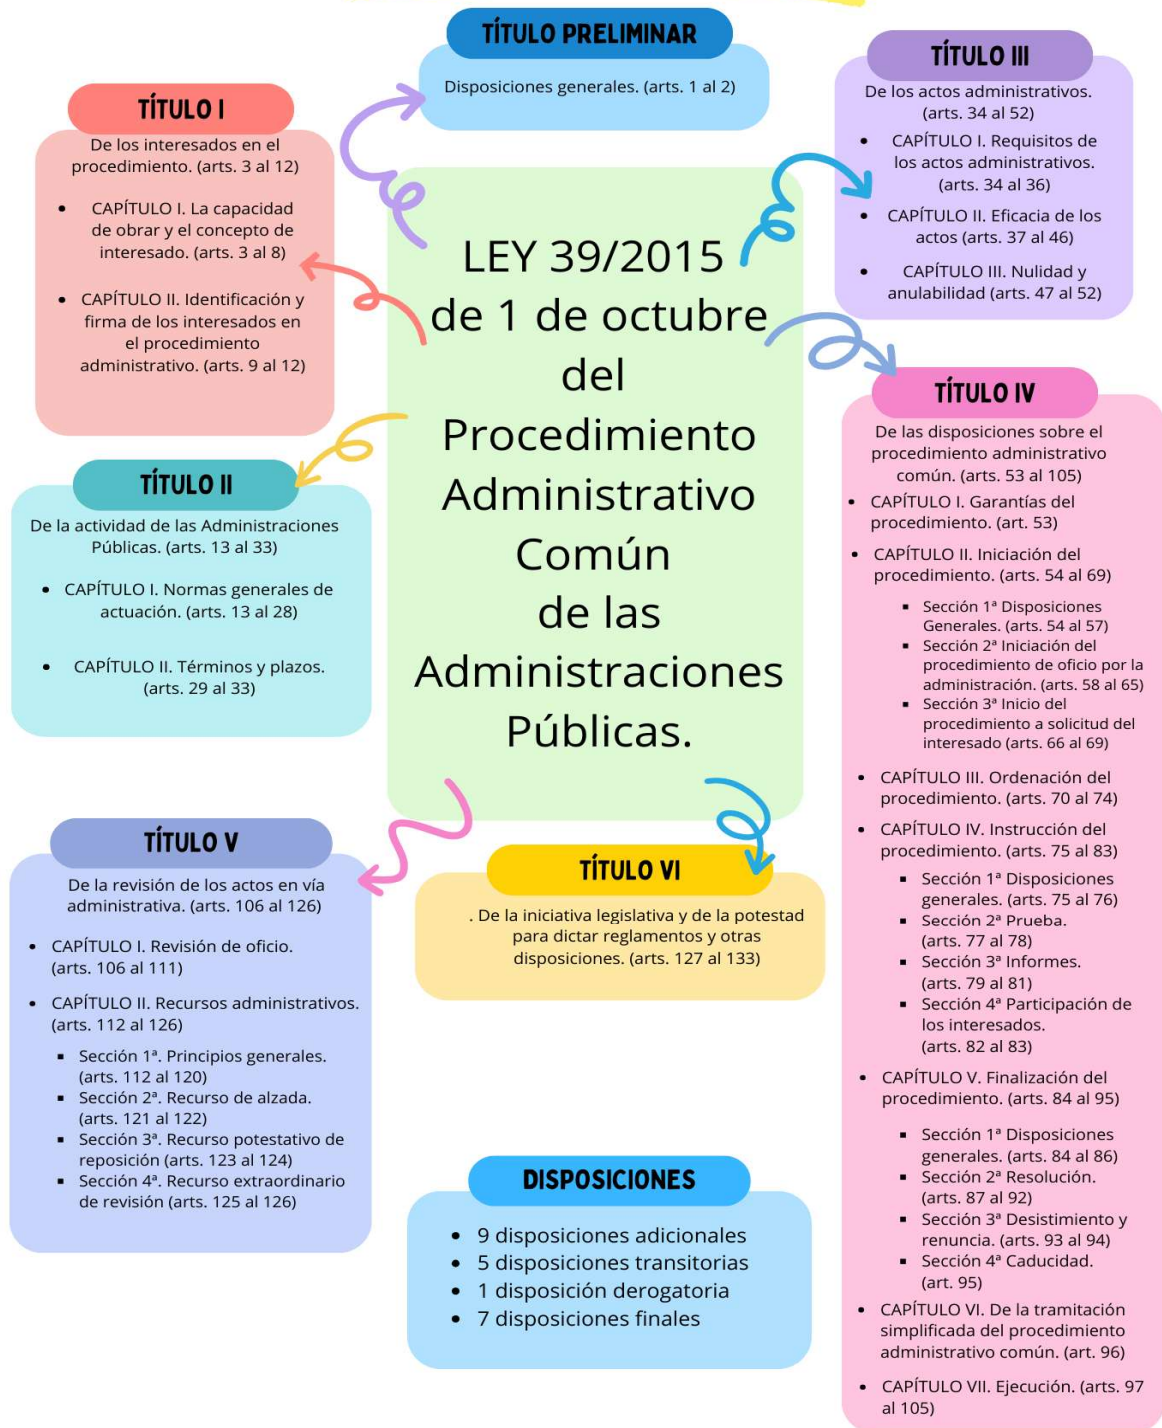 TÍTULO PRELIMINAR
Disposiciones generales. (arts. 1 al 2)
TÍTULO I
De los interesados en el
procedimiento. (arts. 3 al 12)
• CAPÍTULO I. La capacidad
de obrar y el concepto de
interesado. (arts. 3 al 8)
• CAPÍTULO II. Identificación y
firma de los interesados en
el procedimiento
administrativo. (arts. 9 al 12)
TÍTULO II
De la actividad de las Administraciones
Públicas. (arts. 13 al 33)
• CAPÍTULO I. Normas generales de
actuación. (arts. 13 al 28)
• CAPÍTULO II. Términos y plazos.
(arts. 29 al 33)
LEY 39/2015
de 1 de octubre
del
Procedimiento
Administrativo
Común
de las
Administraciones
Públicas.
TÍTULO III
De los actos administrativos.
(arts. 34 al 52)
• CAPÍTULO I. Requisitos de
los actos administrativos.
(arts. 34 al 36)
• CAPÍTULO II. Eficacia de los
actos (arts. 37 al 46)
• CAPÍTULO III. Nulidad y
anulabilidad (arts. 47 al 52)
TÍTULO IV
De las disposiciones sobre el
procedimiento administrativo
común. (arts. 53 al 105)
• CAPÍTULO I. Garantías del
procedimiento. (art. 53)
• CAPÍTULO II. Iniciación del
procedimiento. (arts. 54 al 69)
▪ Sección 1ª Disposiciones
Generales. (arts. 54 al 57)
▪ Sección 2ª Iniciación del
procedimiento de oficio por la
administración. (arts. 58 al 65)
▪ Sección 3ª Inicio del
procedimiento a solicitud del
interesado (arts. 66 al 69)
• CAPÍTULO III. Ordenación del
procedimiento. (arts. 70 al 74)
• CAPÍTULO IV. Instrucción del
procedimiento. (arts. 75 al 83)
▪ Sección 1ª Disposiciones
generales. (arts. 75 al 76)
▪ Sección 2ª Prueba.
(arts. 77 al 78)
▪ Sección 3ª Informes.
(arts. 79 al 81)
▪ Sección 4ª Participación de
los interesados.
(arts. 82 al 83)
• CAPÍTULO V. Finalización del
procedimiento. (arts. 84 al 95)
▪ Sección 1ª Disposiciones
generales. (arts. 84 al 86)
▪ Sección 2ª Resolución.
(arts. 87 al 92)
▪ Sección 3ª Desistimiento y
renuncia. (arts. 93 al 94)
▪ Sección 4ª Caducidad.
(art. 95)
• CAPÍTULO VI. De la tramitación
simplificada del procedimiento
administrativo común. (art. 96)
• CAPÍTULO VII. Ejecución. (arts. 97
al 105)
TÍTULO V
De la revisión de los actos en vía
administrativa. (arts. 106 al 126)
• CAPÍTULO I. Revisión de oficio.
(arts. 106 al 111)
• CAPÍTULO II. Recursos administrativos.
(arts. 112 al 126)
▪ Sección 1ª. Principios generales.
(arts. 112 al 120)
▪ Sección 2ª. Recurso de alzada.
(arts. 121 al 122)
▪ Sección 3ª. Recurso potestativo de
reposición (arts. 123 al 124)
▪ Sección 4ª. Recurso extraordinario
de revisión (arts. 125 al 126)
TÍTULO VI
. De la iniciativa legislativa y de la potestad
para dictar reglamentos y otras
disposiciones. (arts. 127 al 133)
DISPOSICIONES
• 9 disposiciones adicionales
• 5 disposiciones transitorias
• 1 disposición derogatoria
• 7 disposiciones finales